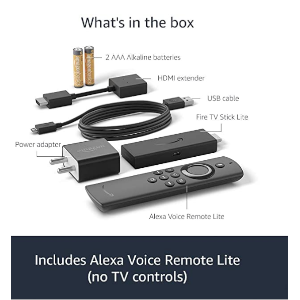 What's in the box
2 AAA Alkaline batteries
HDMI extender
USB cable
Fire TV Stick Lite
Power adapter
Alexa Voice Remote Lite
Includes Alexa Voice Remote Lite
(no TV controls)